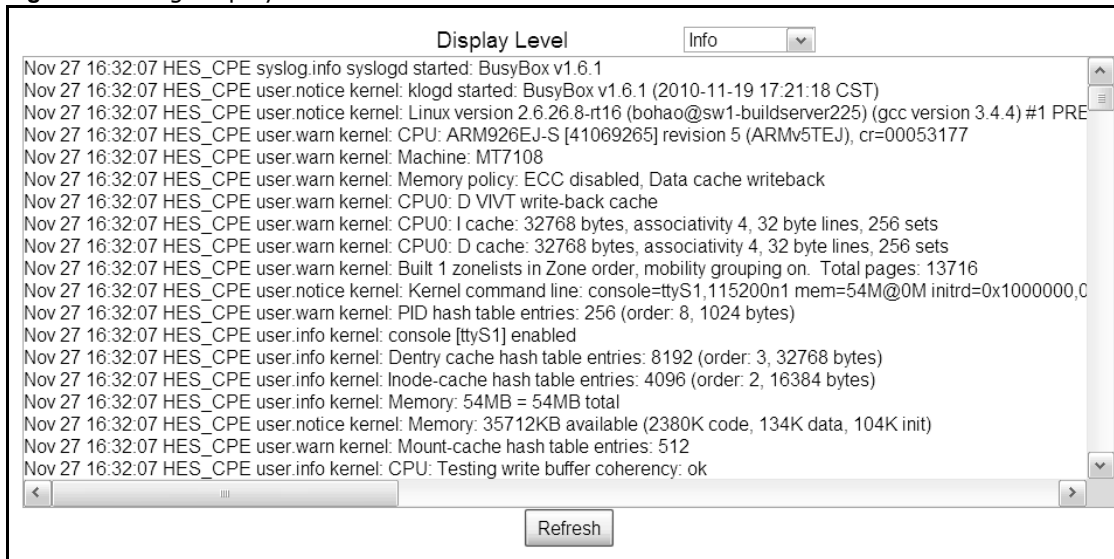 Display Level Info
Nov 27 16:32:07 HES_CPE syslog.info syslogd started: BusyBox v1.6.1
Nov 27 16:32:07 HES_CPE user.notice kernel: klogd started: BusyBox v1.6.1 (2010-11-19 17:21:18 CST)
Nov 27 16:32:07 HES_CPE user.notice kernel: Linux version 2.6.26.8-rt16 (bohao@sw1-buildserver225) (gcc version 3.4.4) #1 PRE
Nov 27 16:32:07 HES_CPE user.warn kernel: CPU: ARM926EJ-S [41069265] revision 5 (ARMv5TEJ), cr=00053177
Nov 27 16:32:07 HES_CPE user.warn kernel: Machine: MT7108
Nov 27 16:32:07 HES_CPE user.warn kernel: Memory policy: ECC disabled, Data cache writeback
Nov 27 16:32:07 HES_CPE user.warn kernel: CPU0: D VIVT write-back cache
Nov 27 16:32:07 HES_CPE user.warn kernel: CPU0: I cache: 32768 bytes, associativity 4, 32 byte lines, 256 sets
Nov 27 16:32:07 HES_CPE user.warn kernel: CPU0: D cache: 32768 bytes, associativity 4, 32 byte lines, 256 sets
Nov 27 16:32:07 HES_CPE user.warn kernel: Built 1 zonelists in Zone order, mobility grouping on. Total pages: 13716
Nov 27 16:32:07 HES_CPE user.notice kernel: Kernel command line: console=ttyS1,115200n1 mem=54M@0M initrd=0x1000000,0
Nov 27 16:32:07 HES_CPE user.warn kernel: PID hash table entries: 256 (order: 8, 1024 bytes)
Nov 27 16:32:07 HES_CPE user.info kernel: console [ttyS1] enabled
Nov 27 16:32:07 HES_CPE user.info kernel: Dentry cache hash table entries: 8192 (order: 3, 32768 bytes)
Nov 27 16:32:07 HES_CPE user.info kernel: Inode-cache hash table entries: 4096 (order: 2, 16384 bytes)
Nov 27 16:32:07 HES_CPE user.info kernel: Memory: 54MB = 54MB total
Nov 27 16:32:07 HES_CPE user.notice kernel: Memory: 35712KB available (2380K code, 134K data, 104K init)
Nov 27 16:32:07 HES_CPE user.warn kernel: Mount-cache hash table entries: 512
Nov 27 16:32:07 HES_CPE user.info kernel: CPU: Testing write buffer coherency: ok
Refresh